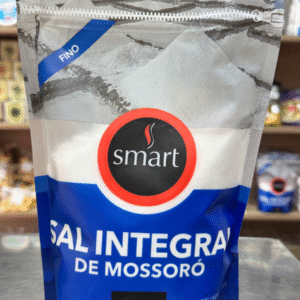 FINO
smart
SAL INTEGRAL
DE MOSSORÓ